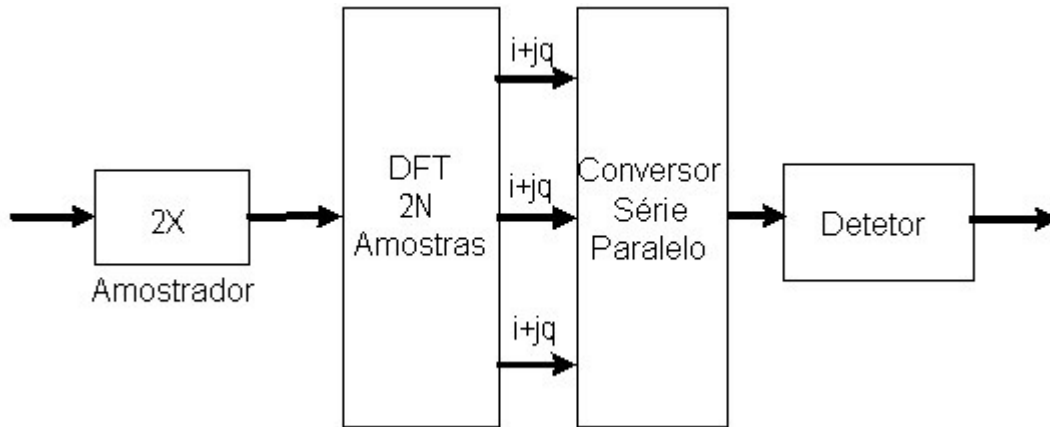 2X
Amostrador
DFT
2N
Amostras
i+jq
i+jq
i+jq
Conversor
Série
Paralelo
Detetor